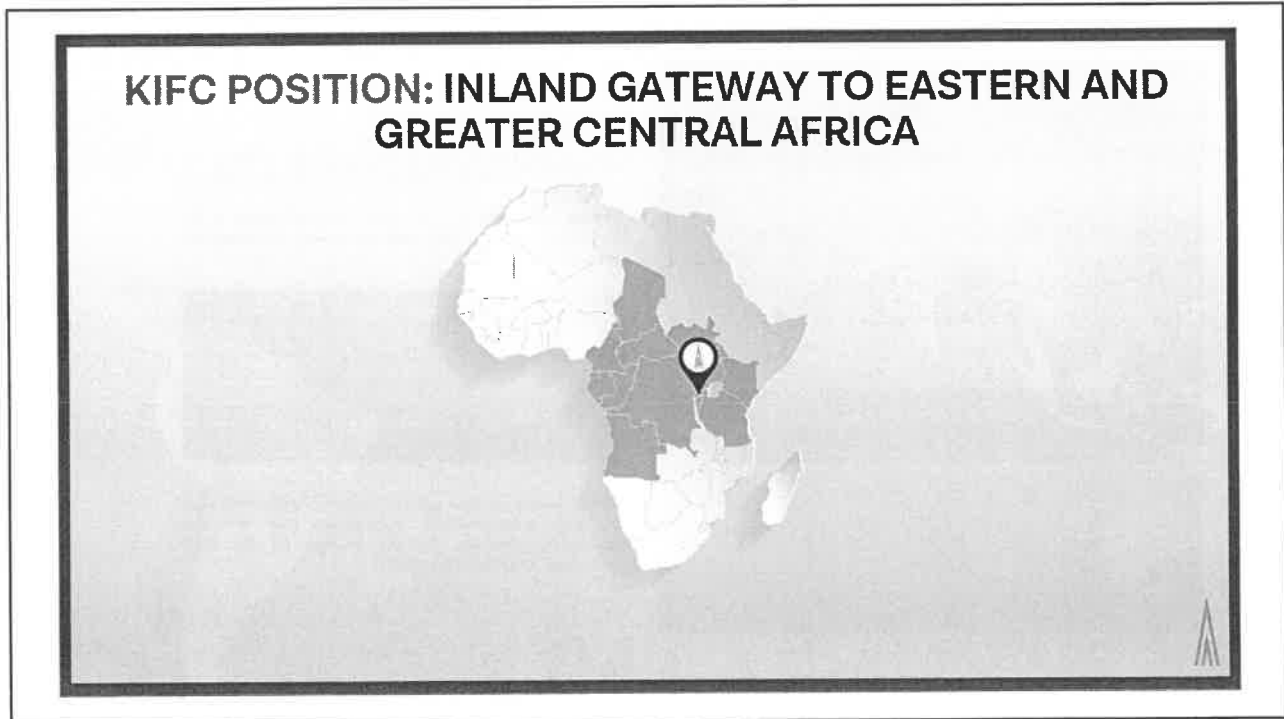 KIFC POSITION: INLAND GATEWAY TO EASTERN AND
GREATER CENTRAL AFRICA